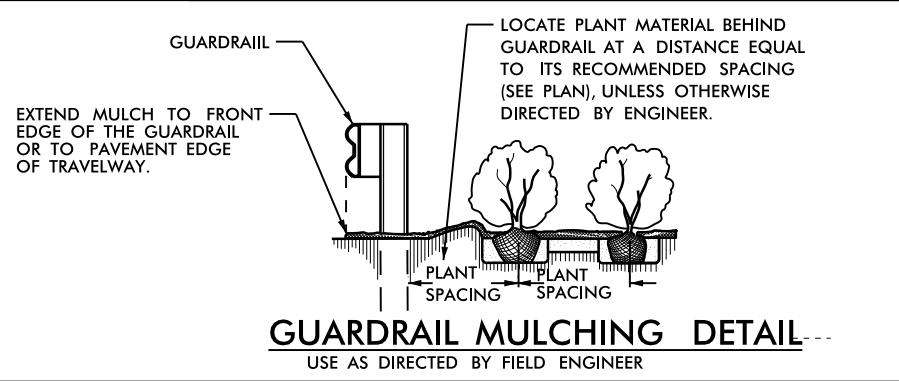 GUARDRAIIL
LOCATE PLANT MATERIAL BEHIND
GUARDRAIL AT A DISTANCE EQUAL
TO ITS RECOMMENDED SPACING
(SEE PLAN), UNLESS OTHERWISE
DIRECTED BY ENGINEER.
EXTEND MULCH TO FRONT
EDGE OF THE GUARDRAIL
OR TO PAVEMENT EDGE
OF TRAVELWAY.
PLANT
SPACING
PLANT
SPACING
GUARDRAIL MULCHING DETAIL
USE AS DIRECTED BY FIELD ENGINEER